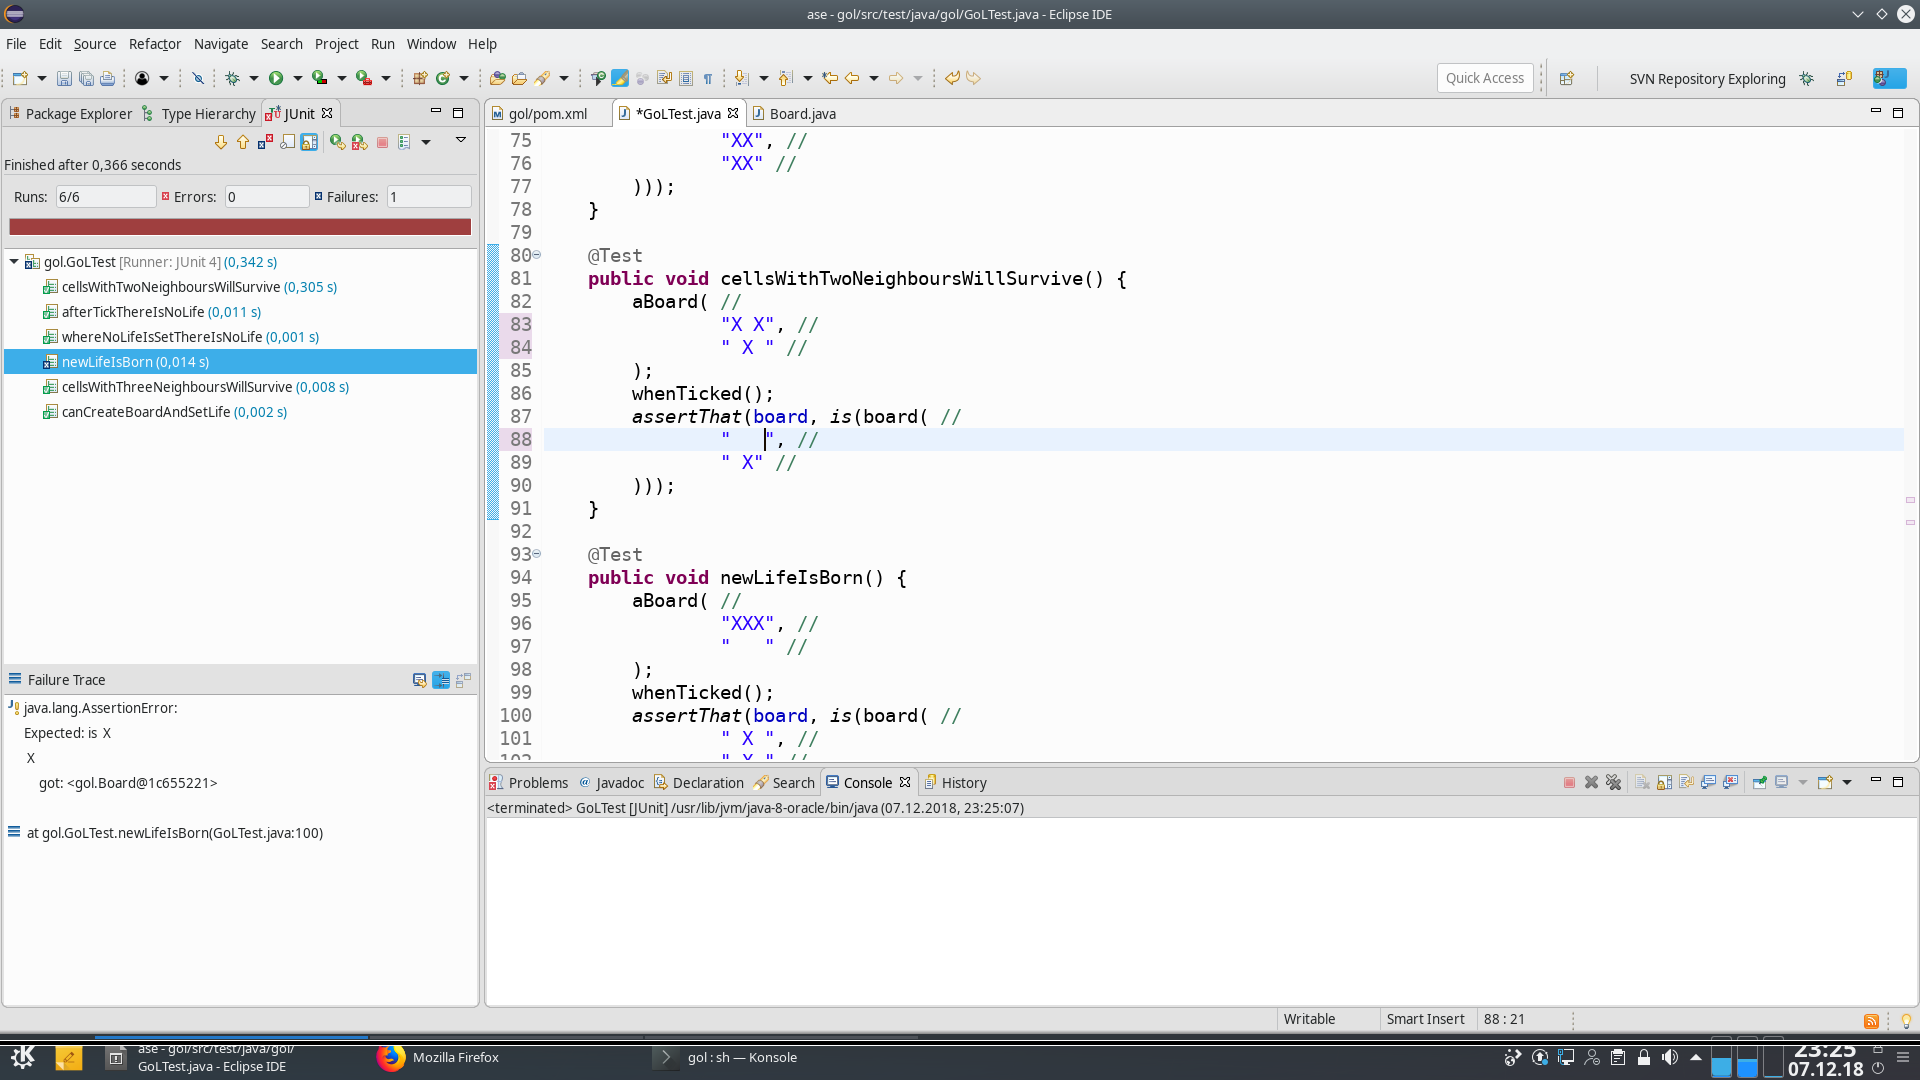 ase - gol/src/test/java/gol/GoLTest.java - Eclipse IDE
File Edit Source Refactor Navigate Search Project Run Window Help
Quick Access
SVN Repository Exploring
Package Explorer Type Hierarchy JUnit
Finished after 0,366 seconds
Runs: 6/6 Errors: 0 Failures: 1
gol.GoLTest [Runner: JUnit 4] (0,342 s)
cellsWithTwoNeighboursWillSurvive (0,305 s)
afterTickThereIsNoLife (0,011 s)
whereNoLifeIsSetThereIsNoLife (0,001 s)
newLifeIsBorn (0,014 s)
cellsWithThreeNeighboursWillSurvive (0,008 s)
canCreateBoardAndSetLife (0,002 s)
Failure Trace
java.lang.AssertionError:
Expected: is X
X
got: <gol.Board@1c655221>
at gol.GoLTest.newLifeIsBorn(GoLTest.java:100)
gol/pom.xml *GoLTest.java Board.java
75 "XX", //
76 "XX" //
77 )));
78 }
79
80 @Test
81 public void cellsWithTwoNeighboursWillSurvive() {
82 aBoard( //
83 "X X", //
84 " X " //
85 );
86 whenTicked();
87 assertThat(board, is(board( //
88 "   ", //
89 " X" //
90 )));
91 }
92
93 @Test
94 public void newLifeIsBorn() {
95 aBoard( //
96 "XXX", //
97 "   " //
98 );
99 whenTicked();
100 assertThat(board, is(board( //
101 " X ", //
102 " X " //
Problems Javadoc Declaration Search Console History
<terminated> GoLTest [JUnit] /usr/lib/jvm/java-8-oracle/bin/java (07.12.2018, 23:25:07)
Writable Smart Insert 88 : 21
ase - gol/src/test/java/gol/
GoLTest.java - Eclipse IDE
Mozilla Firefox
gol : sh — Konsole
23:25
07.12.18